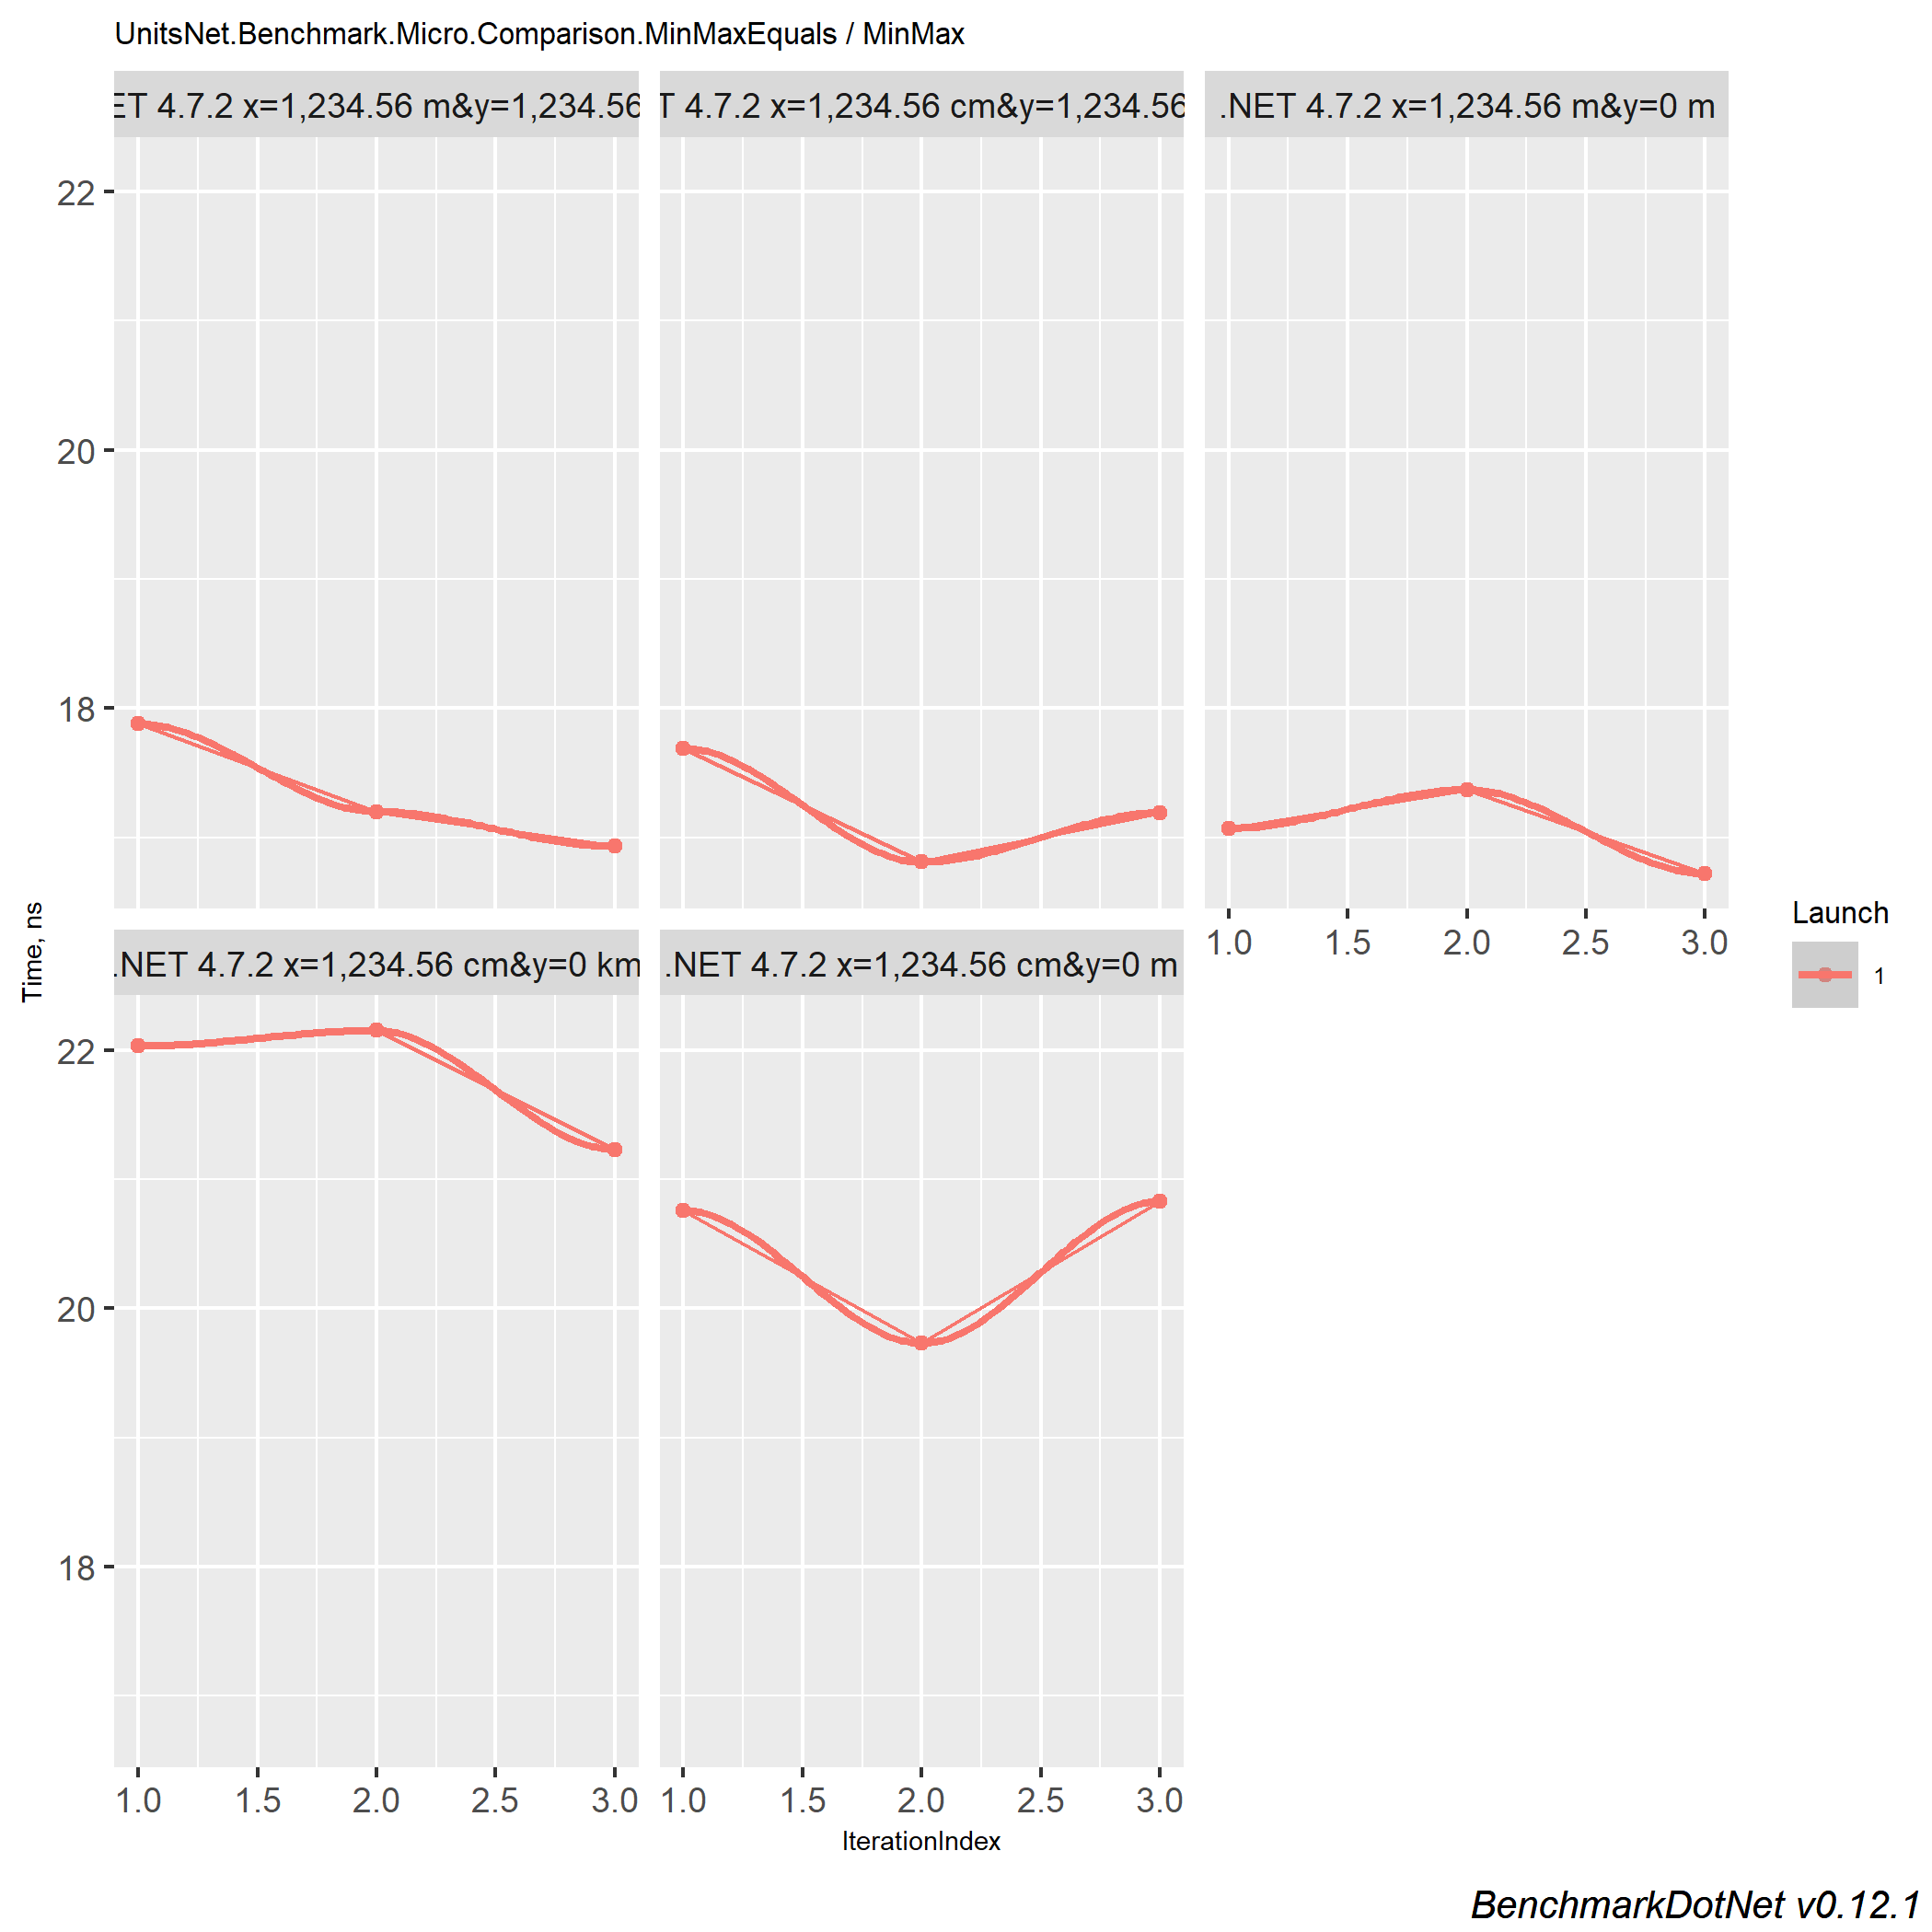 UnitsNet.Benchmark.Micro.Comparison.MinMaxEquals / MinMax
ET 4.7.2 x=1,234.56 m&y=1,234.56
T 4.7.2 x=1,234.56 cm&y=1,234.56
.NET 4.7.2 x=1,234.56 m&y=0 m
22
20
18
1.0 1.5 2.0 2.5 3.0
Time, ns
.NET 4.7.2 x=1,234.56 cm&y=0 km
.NET 4.7.2 x=1,234.56 cm&y=0 m
22
20
18
1.0 1.5 2.0 2.5 3.0
1.0 1.5 2.0 2.5 3.0
IterationIndex
Launch
1
BenchmarkDotNet v0.12.1